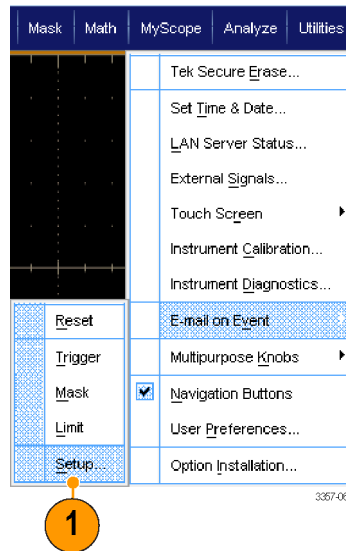 Mask Math MyScope Analyze Utilities
Tek Secure Erase...
Set Time & Date...
LAN Server Status...
External Signals...
Touch Screen
Instrument Calibration...
Instrument Diagnostics...
E-mail on Event
Multipurpose Knobs
Navigation Buttons
User Preferences...
Option Installation...
Reset
Trigger
Mask
Limit
Setup...
1
3357-06